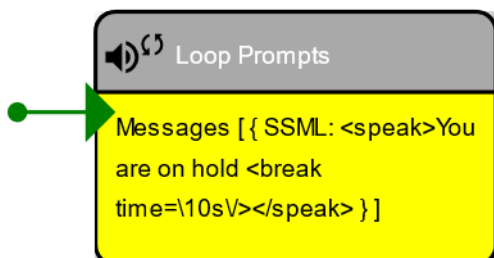 Loop Prompts
Messages [ { SSML: <speak>You
are on hold <break
time=\10s\/></speak> } ]